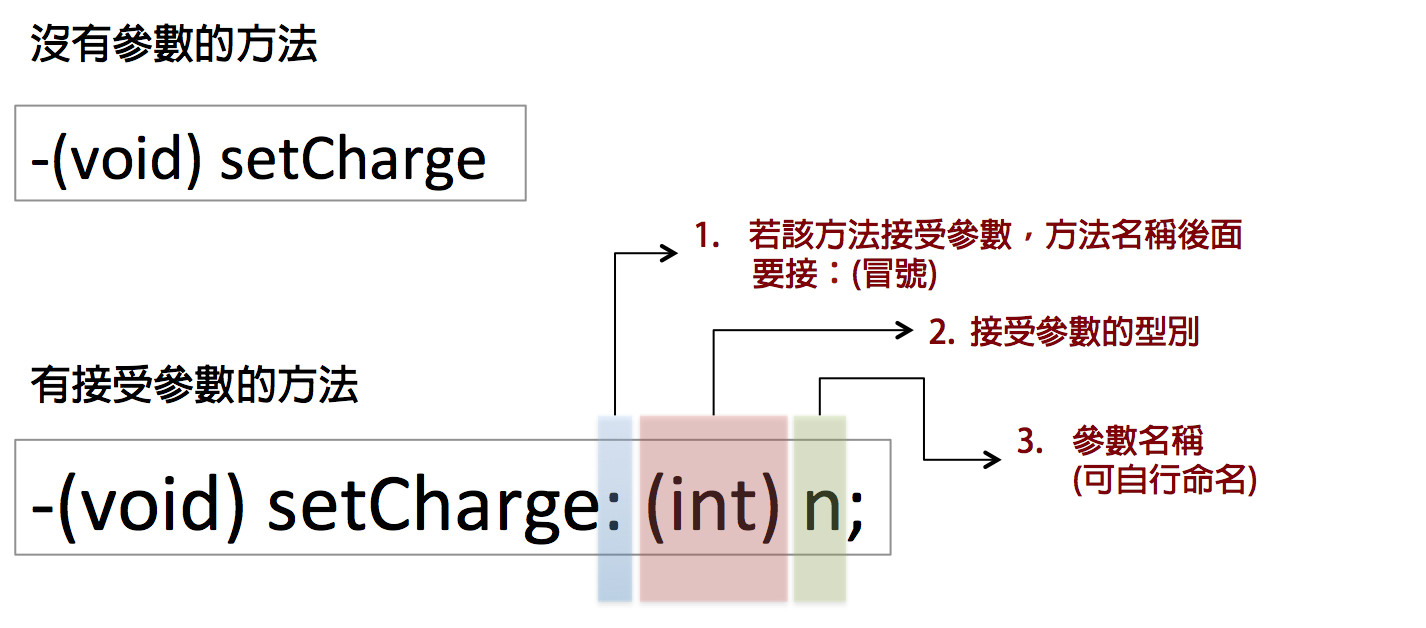 沒有參數的方法
-(void) setCharge
1. 若該方法接受參數，方法名稱後面
要接：(冒號)
2. 接受參數的型別
有接受參數的方法
3. 參數名稱
(可自行命名)
-(void) setCharge: (int) n;